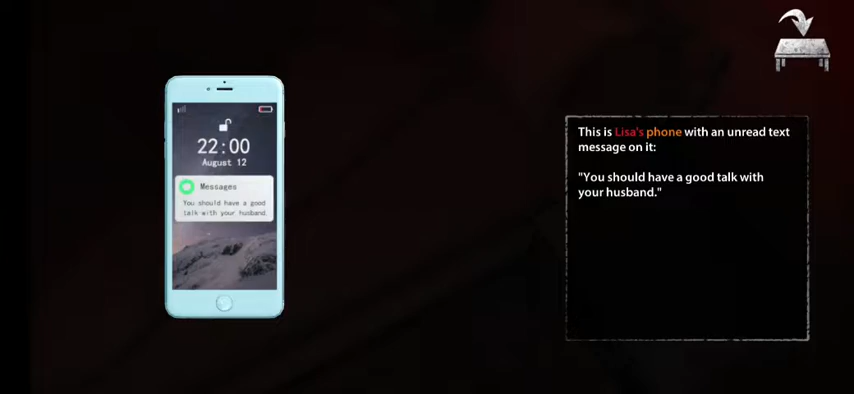 22:00
August 12
Messages
You should have a good
talk with your husband.
This is Lisa's phone with an unread text
message on it:
"You should have a good talk with
your husband."